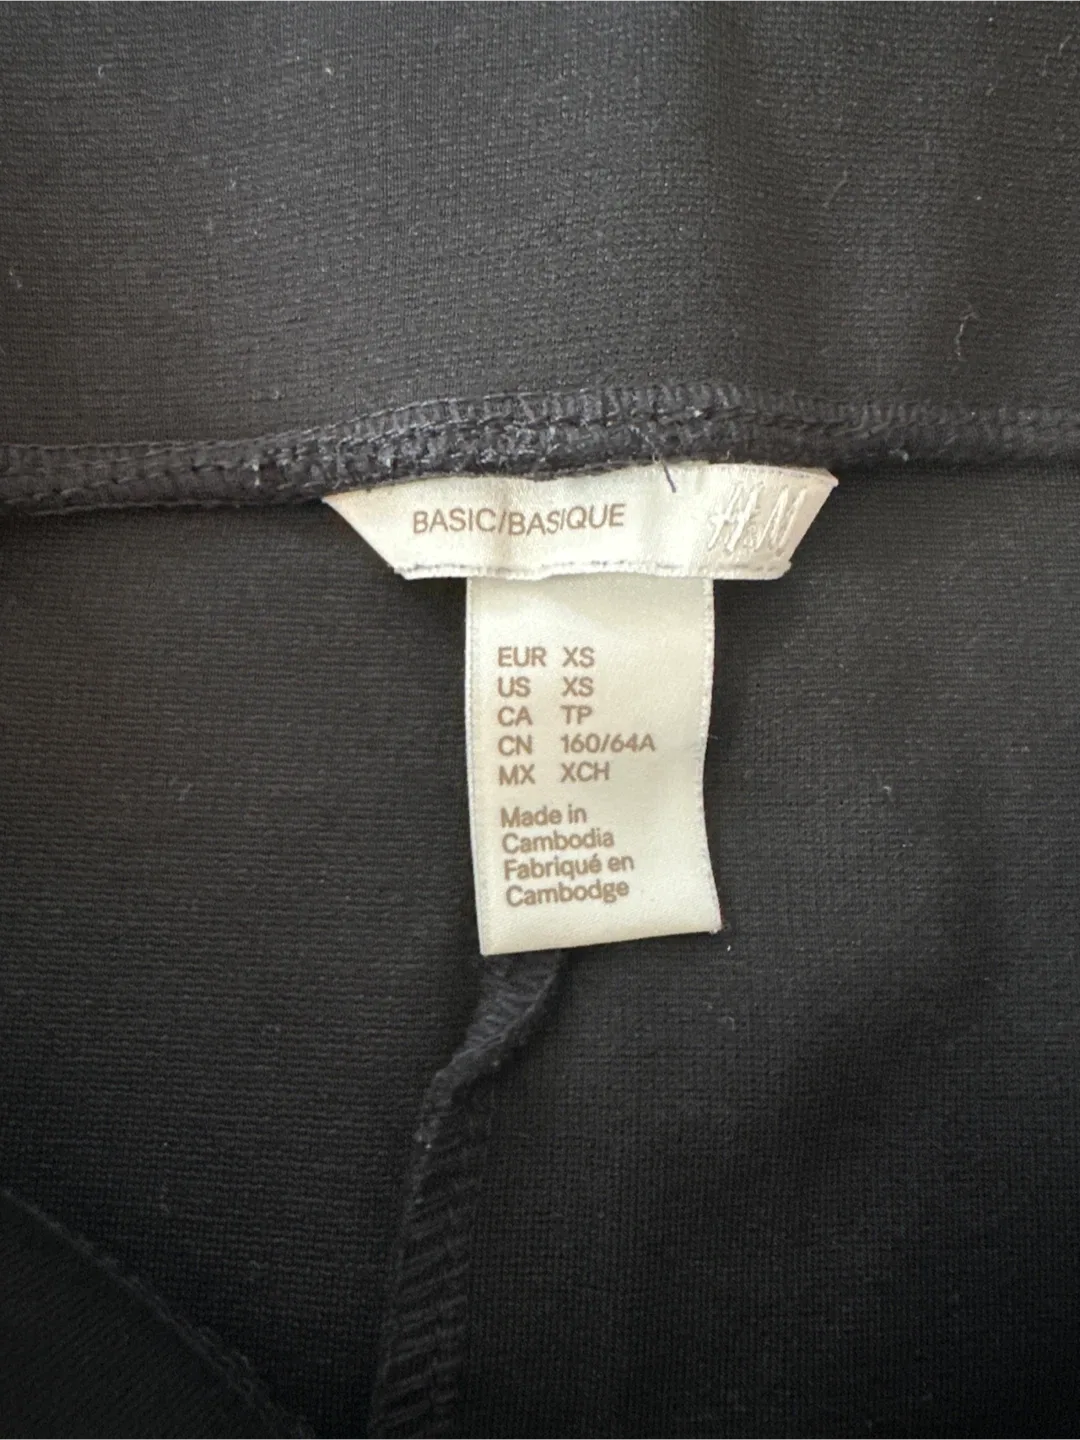 BASIC/BASIQUE H&M
EUR XS
US XS
CA TP
CN 160/64A
MX XCH
Made in
Cambodia
Fabriqué en
Cambodge